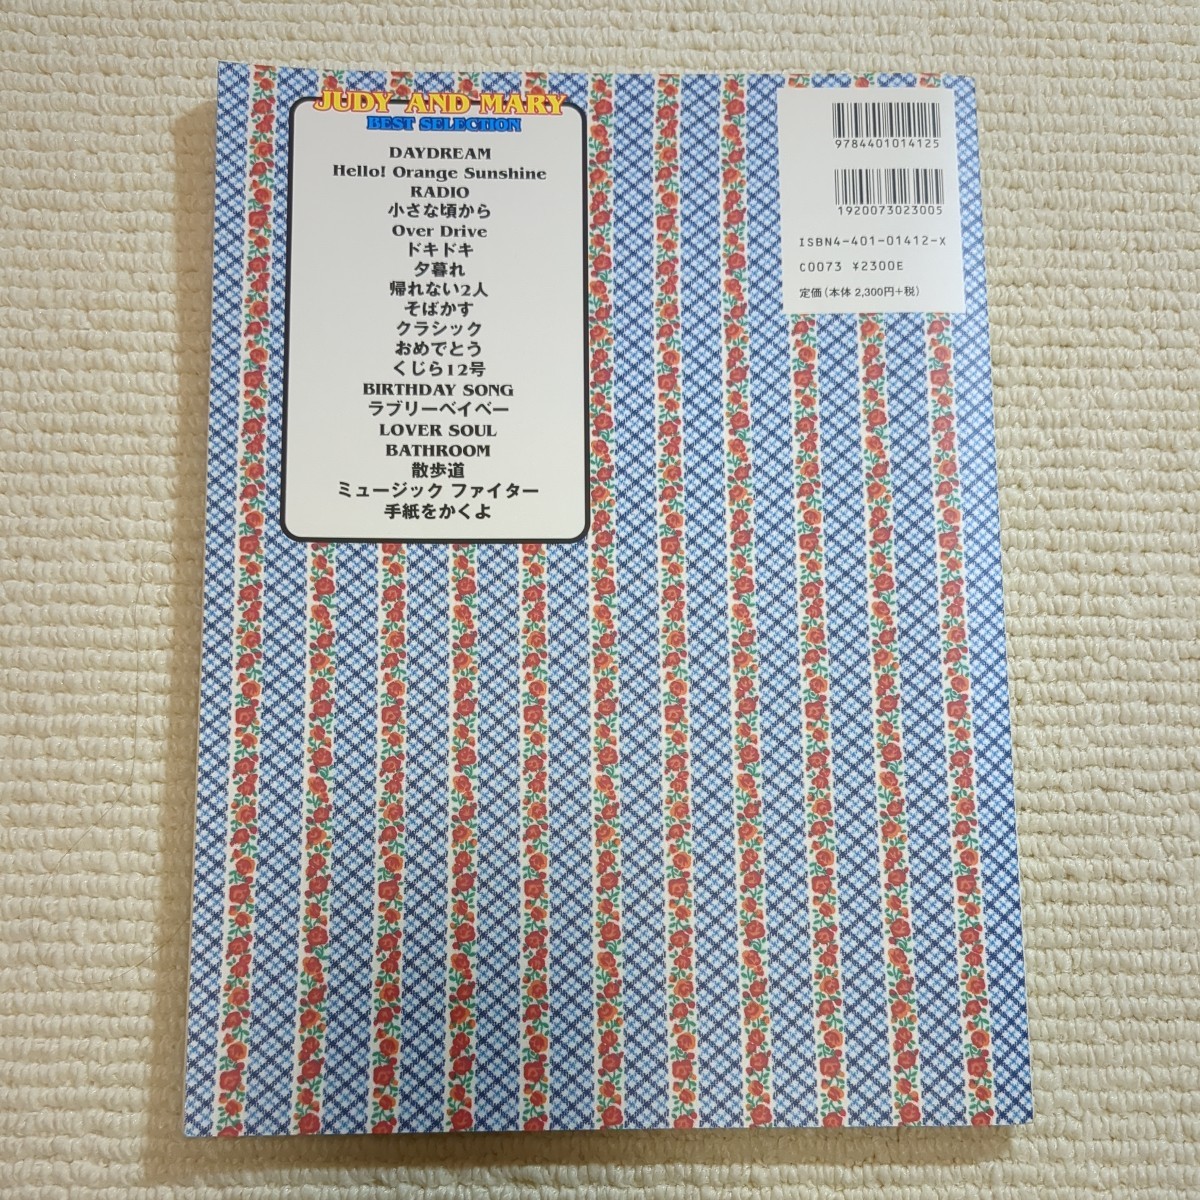 JUDY AND MARY
BEST SELECTION
DAYDREAM
Hello! Orange Sunshine
RADIO
小さな頃から
Over Drive
ドキドキ
夕暮れ
帰れない2人
そばかす
クラシック
おめでとう
くじら12号
BIRTHDAY SONG
ラブリーベイベー
LOVER SOUL
BATHROOM
散歩道
ミュージック ファイター
手紙をかくよ
9784401014125
1920073023005
ISBN4-401-01412-X
C0073 ¥2300E
定価(本体 2,300円+税)